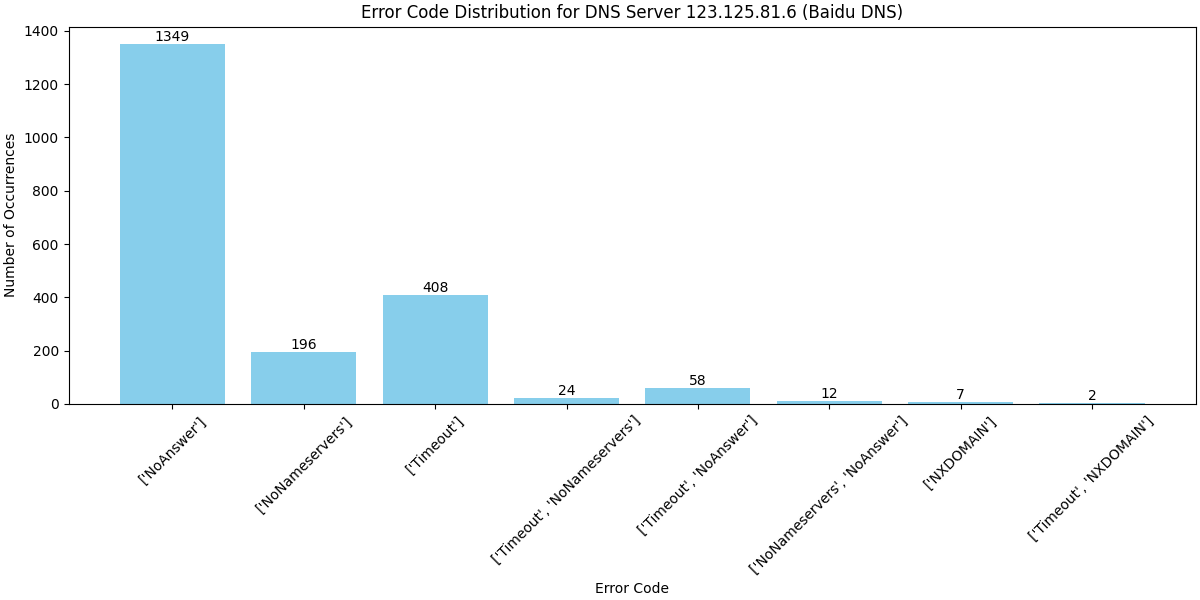 Error Code Distribution for DNS Server 123.125.81.6 (Baidu DNS)
Number of Occurrences
1400
1200
1000
800
600
400
200
0
1349
196
408
24
58
12
7
2
['NoAnswer']
['NoNameservers']
['Timeout']
['Timeout', 'NoNameservers']
['Timeout', 'NoAnswer']
['NoNameservers', 'NoAnswer']
['NXDOMAIN']
['Timeout', 'NXDOMAIN']
Error Code